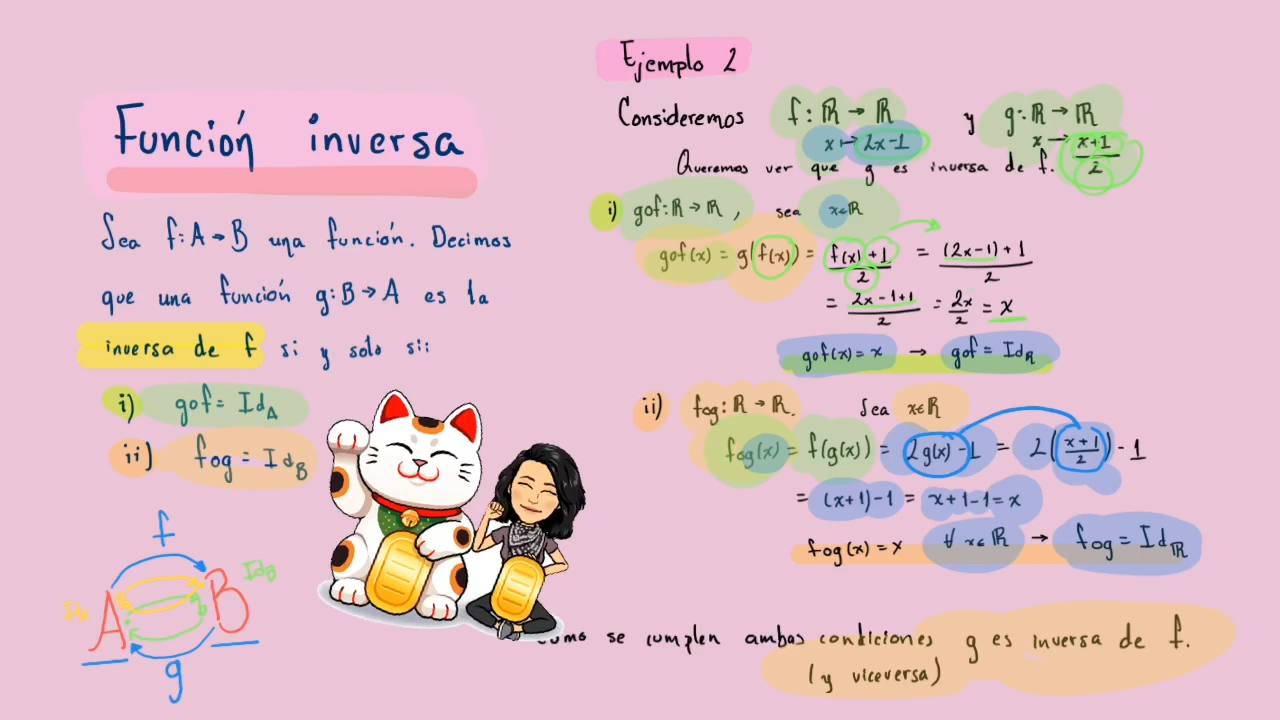 Función inversa
Sea f: A → B una función. Decimos
que una función g: B → A es la
inversa de f si y solo si:
i) gof = Id_A
ii) fog = Id_B
f
Id_B
Id_A
A B
g
Ejemplo 2
Consideremos f: ℝ → ℝ y g: ℝ → ℝ
x ↦ 2x-1 x → (x+1)/2
Queremos ver que g es inversa de f.
i) gof: ℝ → ℝ, sea x∈ℝ
gof(x) = g(f(x)) = (f(x)+1)/2 = ((2x-1)+1)/2
= (2x-1+1)/2 = 2x/2 = x
gof(x) = x → gof = Id_ℝ
ii) fog: ℝ → ℝ. Sea x∈ℝ
fog(x) = f(g(x)) = 2g(x)-1 = 2((x+1)/2)-1
= (x+1)-1 = x+1-1=x
fog(x) = x ∀ x∈ℝ → fog = Id_ℝ
Como se cumplen ambas condiciones g es inversa de f.
(y viceversa)